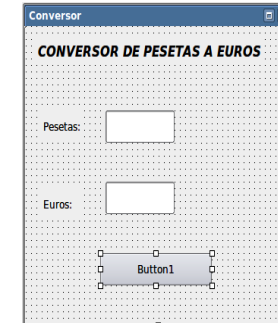 Conversor
CONVERSOR DE PESETAS A EUROS
Pesetas:
Euros:
Button1